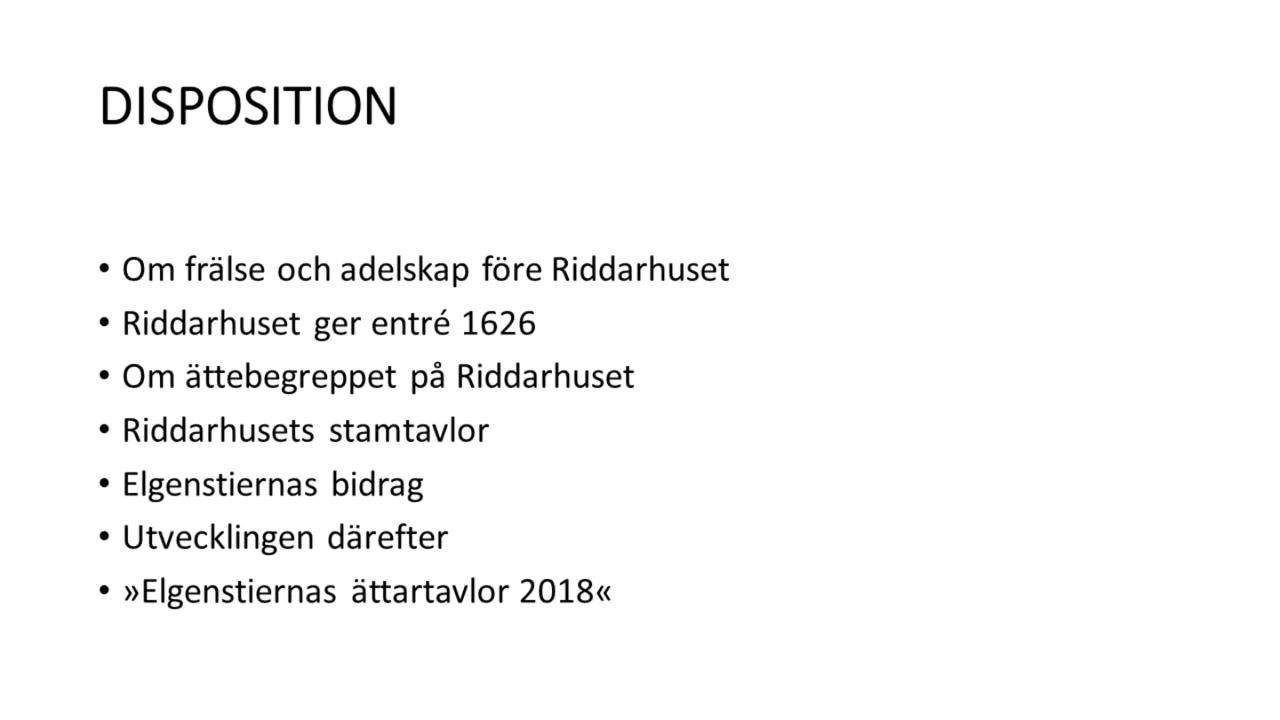 DISPOSITION
• Om frälse och adelskap före Riddarhuset
• Riddarhuset ger entré 1626
• Om ättebegreppet på Riddarhuset
• Riddarhusets stamtavlor
• Elgenstiernas bidrag
• Utvecklingen därefter
• »Elgenstiernas ättartavlor 2018«